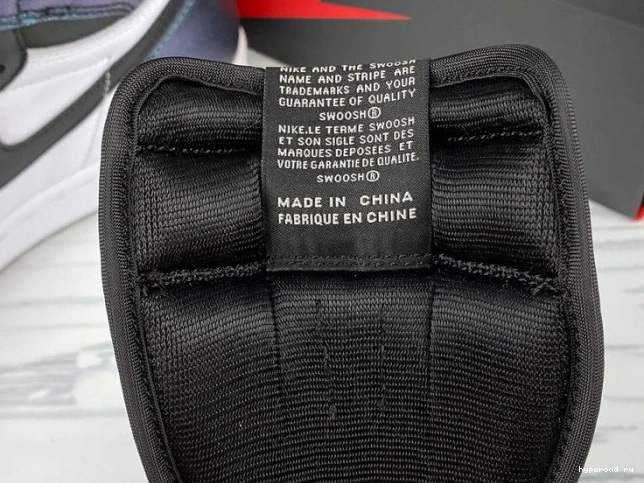 NIKE AND THE SWOOSH
NAME AND STRIPE ARE
TRADEMARKS AND YOUR
GUARANTEE OF QUALITY
SWOOSH®
NIKE.LE TERME SWOOSH
ET SON SIGLE SONT DES
MARQUES DEPOSEES ET
VOTRE GARANTIE DE QUALITE.
SWOOSH®
MADE IN CHINA
FABRIQUE EN CHINE
hyperoad.ru